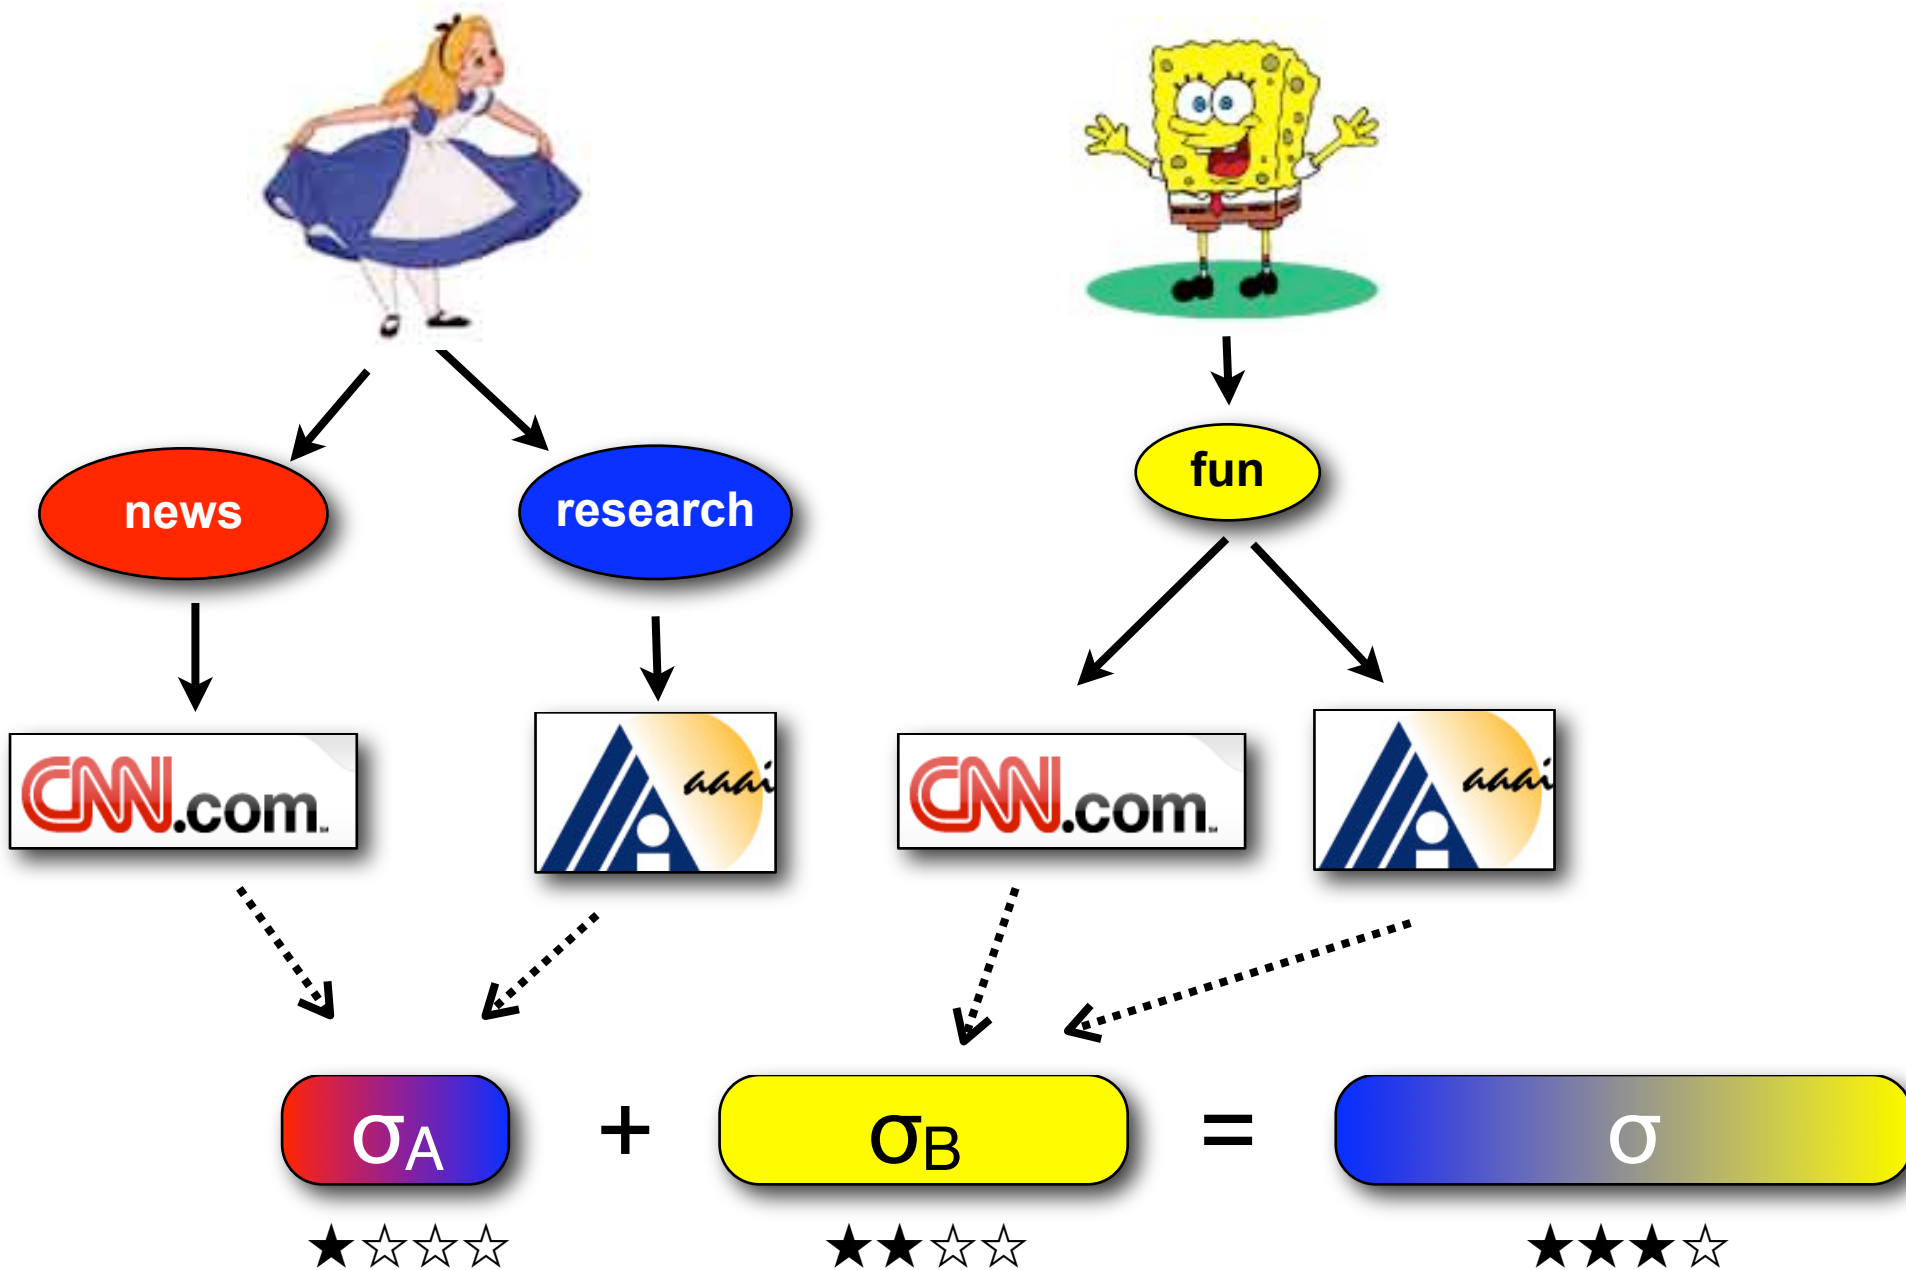 news
research
fun
CNN.com
aaai
CNN.com
aaai
σA + σB = σ
★☆☆☆ ★★☆☆ ★★★☆